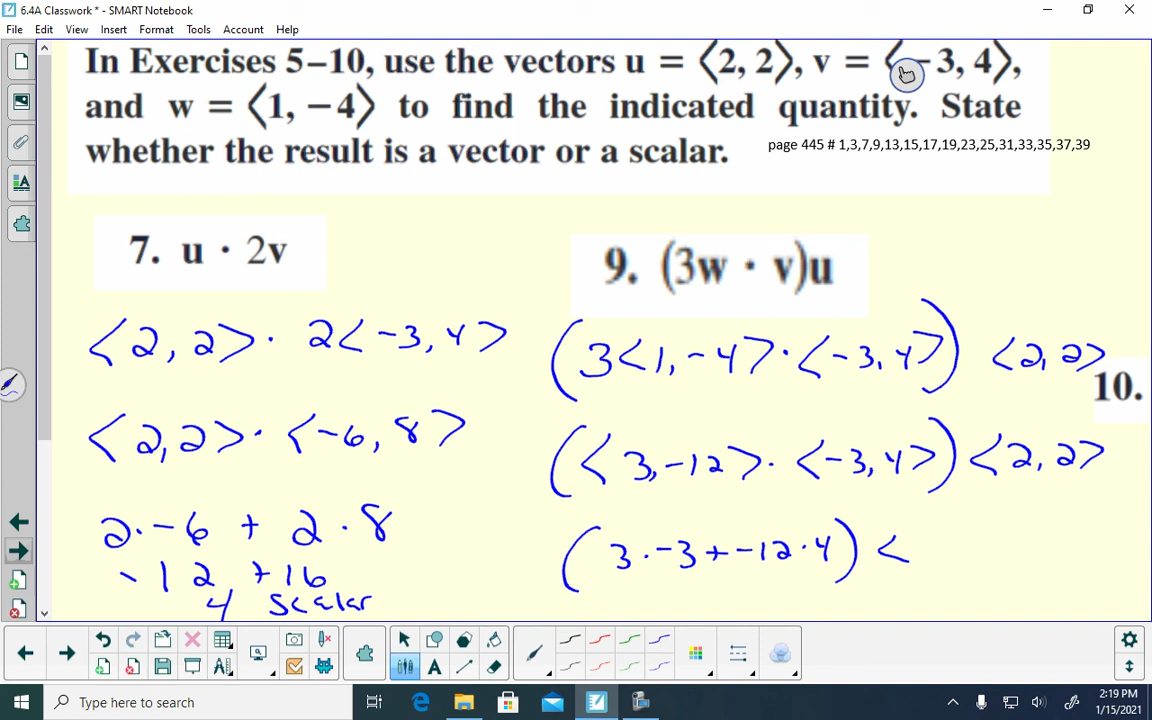 6.4A Classwork * - SMART Notebook
File Edit View Insert Format Tools Account Help
In Exercises 5–10, use the vectors u = ⟨2, 2⟩, v = ⟨−3, 4⟩,
and w = ⟨1, −4⟩ to find the indicated quantity. State
whether the result is a vector or a scalar.
page 445 # 1,3,7,9,13,15,17,19,23,25,31,33,35,37,39
7. u · 2v
<2, 2> · 2<-3, 4>
<2, 2> · <-6, 8>
2·-6 + 2·8
-12 +16
4 scalar
9. (3w · v)u
(3<1, -4> · <-3, 4>) <2, 2>
(<3, -12> · <-3, 4>) <2, 2>
(3·-3 + -12·4) <
10.
Type here to search
2:19 PM
1/15/2021